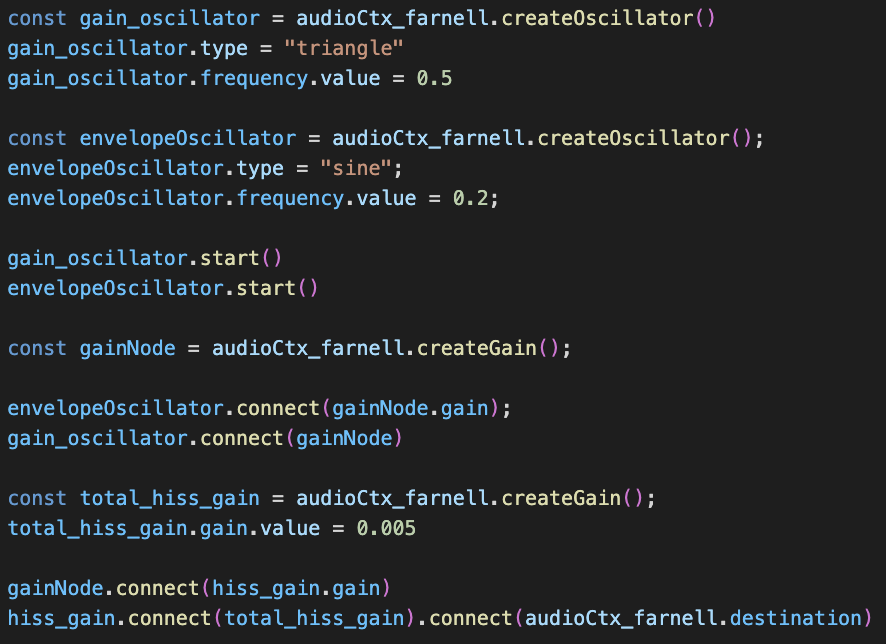 const gain_oscillator = audioCtx_farnell.createOscillator()
gain_oscillator.type = "triangle"
gain_oscillator.frequency.value = 0.5
const envelopeOscillator = audioCtx_farnell.createOscillator();
envelopeOscillator.type = "sine";
envelopeOscillator.frequency.value = 0.2;
gain_oscillator.start()
envelopeOscillator.start()
const gainNode = audioCtx_farnell.createGain();
envelopeOscillator.connect(gainNode.gain);
gain_oscillator.connect(gainNode)
const total_hiss_gain = audioCtx_farnell.createGain();
total_hiss_gain.gain.value = 0.005
gainNode.connect(hiss_gain.gain)
hiss_gain.connect(total_hiss_gain).connect(audioCtx_farnell.destination)